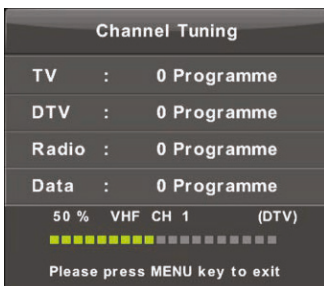 Channel Tuning
TV : 0 Programme
DTV : 0 Programme
Radio : 0 Programme
Data : 0 Programme
50 % VHF CH 1 (DTV)
Please press MENU key to exit